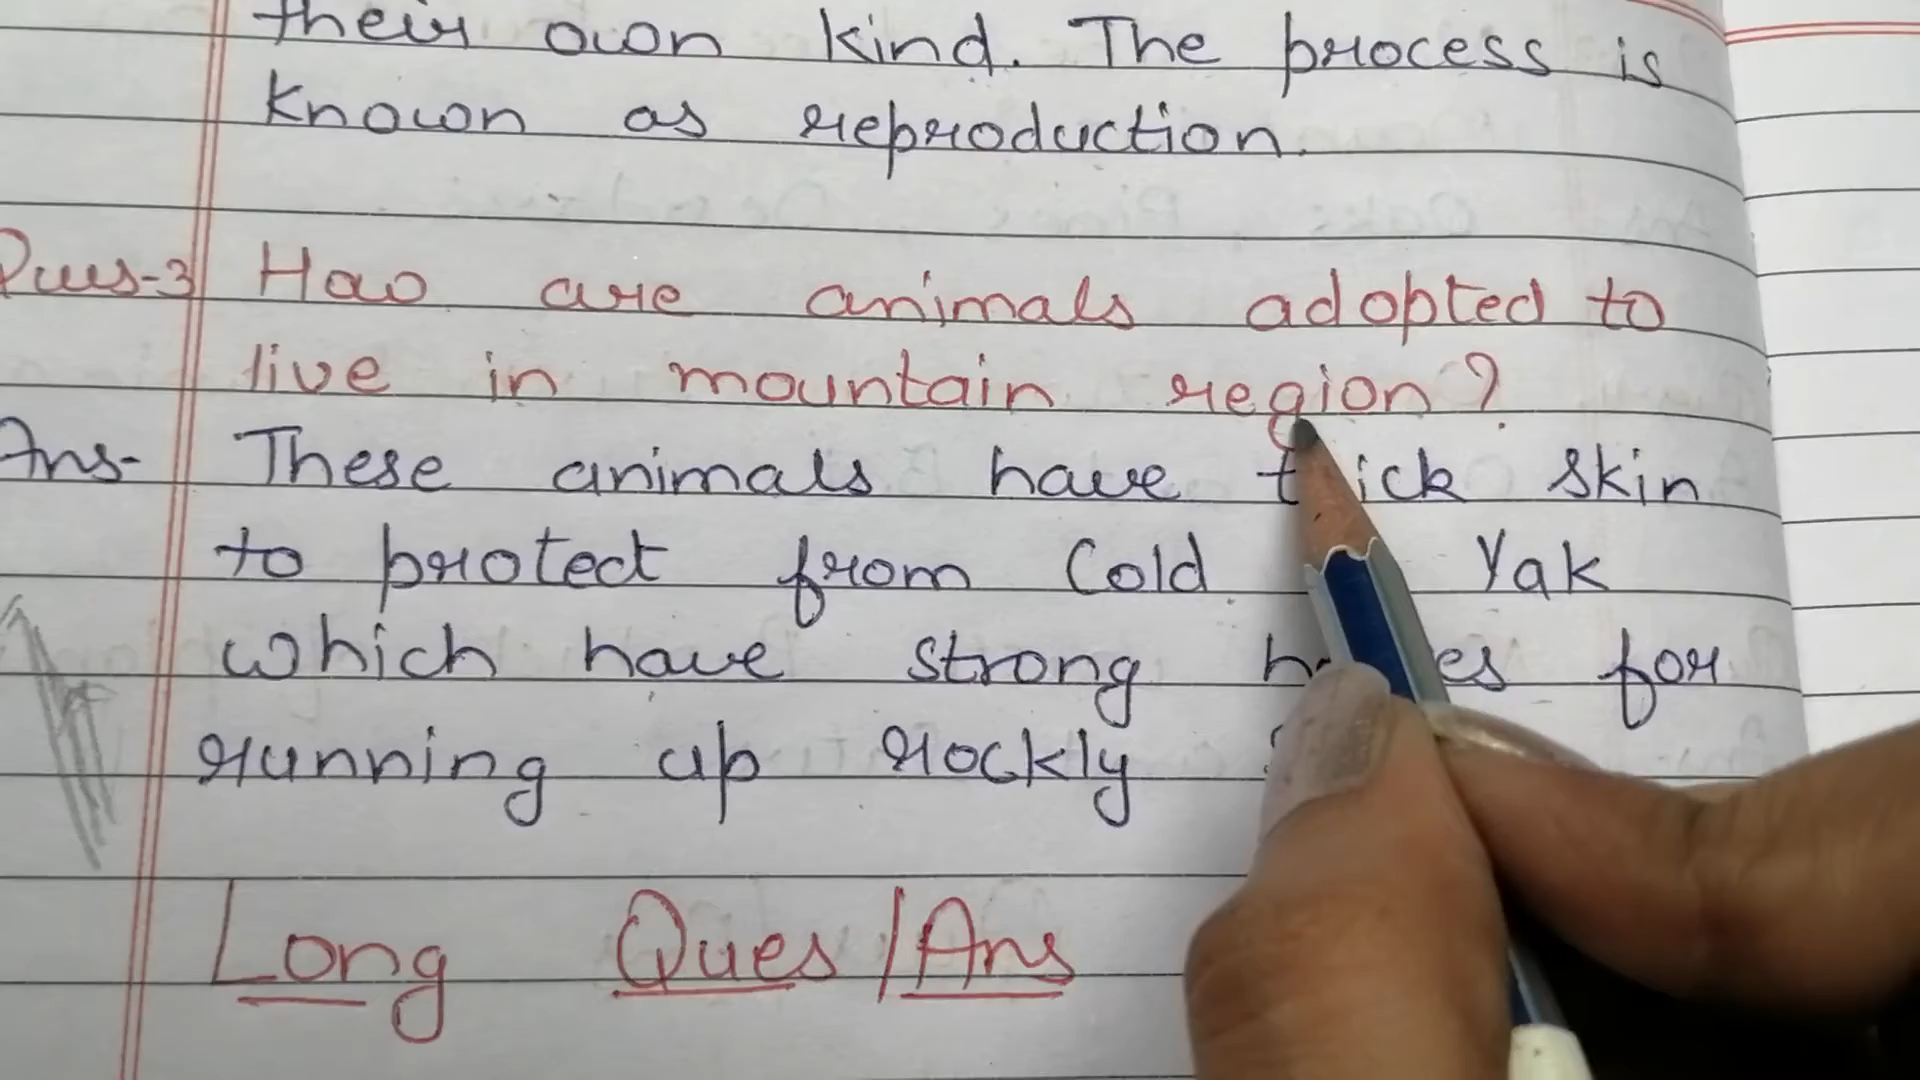 their own kind. The process is
known as reproduction.
Ques-3 How are animals adopted to
live in mountain region?
Ans- These animals have skin
to protect from Cold Yak
which have strong for
running up rockly
Long Ques/Ans